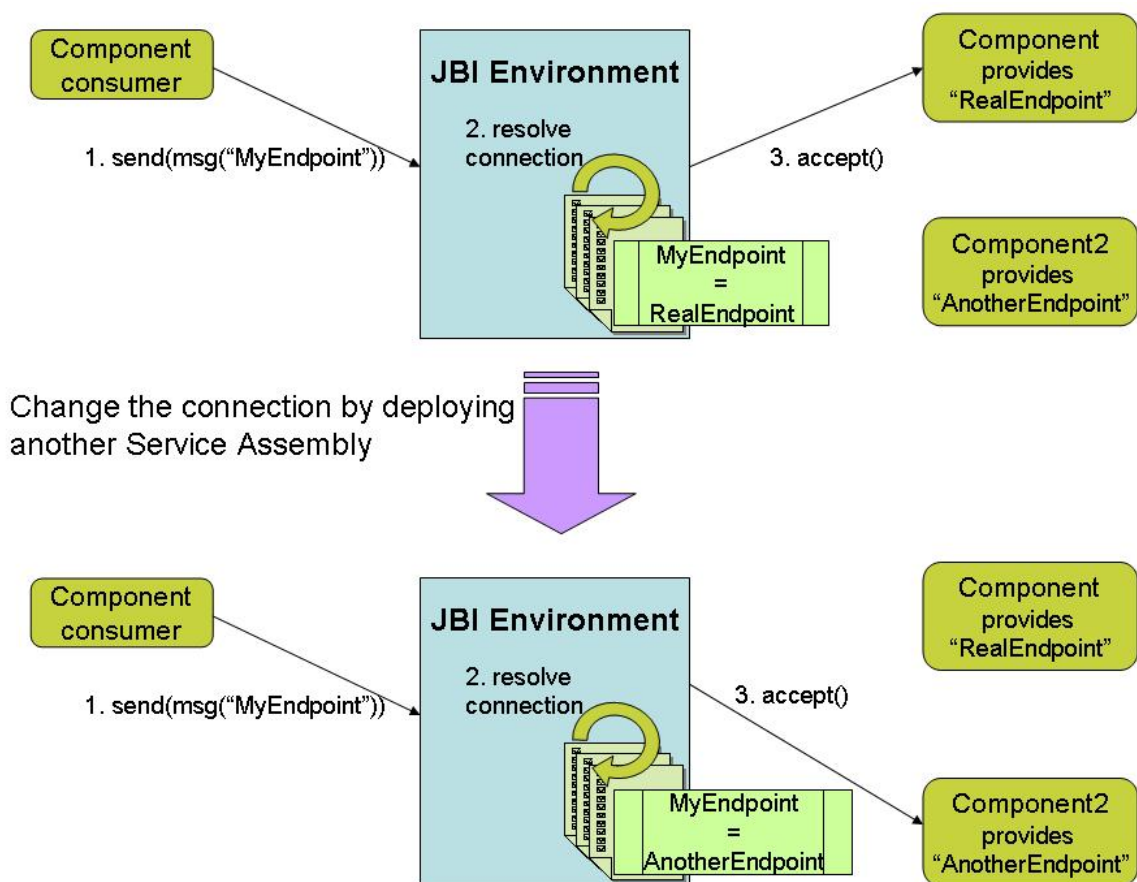 Component
consumer
1. send(msg(“MyEndpoint”))
JBI Environment
2. resolve
connection
MyEndpoint
=
RealEndpoint
3. accept()
Component
provides
“RealEndpoint”
Component2
provides
“AnotherEndpoint”
Change the connection by deploying
another Service Assembly
Component
consumer
1. send(msg(“MyEndpoint”))
JBI Environment
2. resolve
connection
MyEndpoint
=
AnotherEndpoint
3. accept()
Component
provides
“RealEndpoint”
Component2
provides
“AnotherEndpoint”